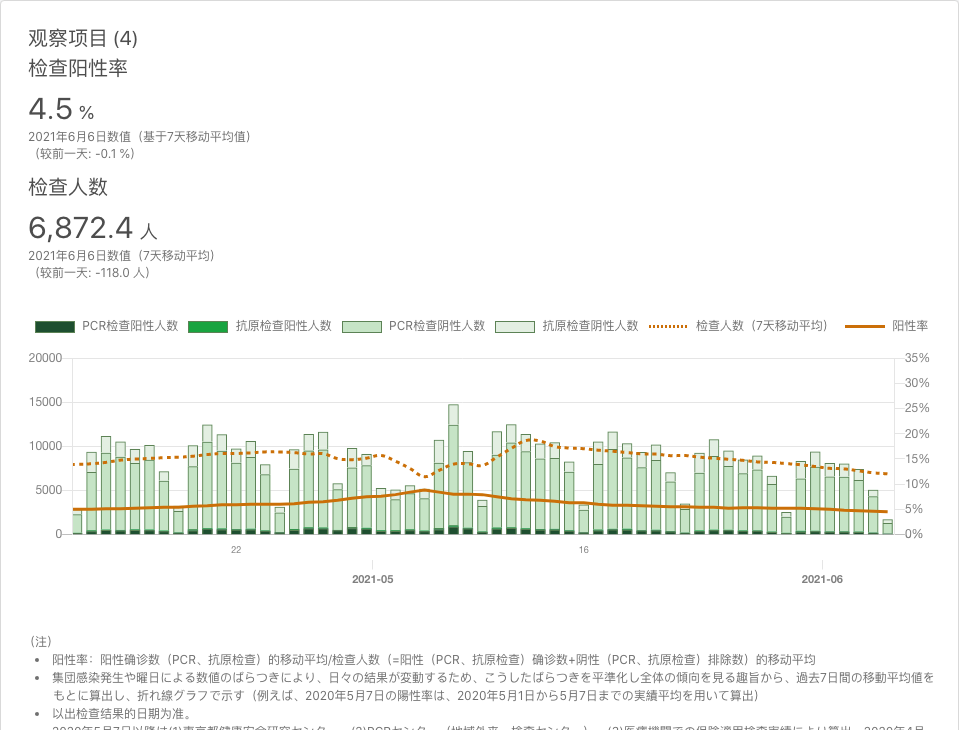 观察项目 (4)
检查阳性率
4.5 %
2021年6月6日数值（基于7天移动平均值）
（较前一天: -0.1 %）
检查人数
6,872.4 人
2021年6月6日数值（7天移动平均）
（较前一天: -118.0 人）
PCR检查阳性人数 抗原检查阳性人数 PCR检查阴性人数 抗原检查阴性人数 检查人数（7天移动平均） 阳性率
20000 35%
30%
15000 25%
20%
10000 15%
5000 10%
5%
0 0%
22 16
2021-05 2021-06
（注）
• 阳性率：阳性确诊数（PCR、抗原检查）的移动平均/检查人数（=阳性（PCR、抗原检查）确诊数+阴性（PCR、抗原检查）排除数）的移动平均
• 集団感染発生や曜日による数値のばらつきにより、日々の結果が変動するため、こうしたばらつきを平準化し全体の傾向を見る趣旨から、過去7日間の移動平均値を
もとに算出し、折れ線グラフで示す（例えば、2020年5月7日の陽性率は、2020年5月1日から5月7日までの実績平均を用いて算出）
• 以出检查结果的日期为准。